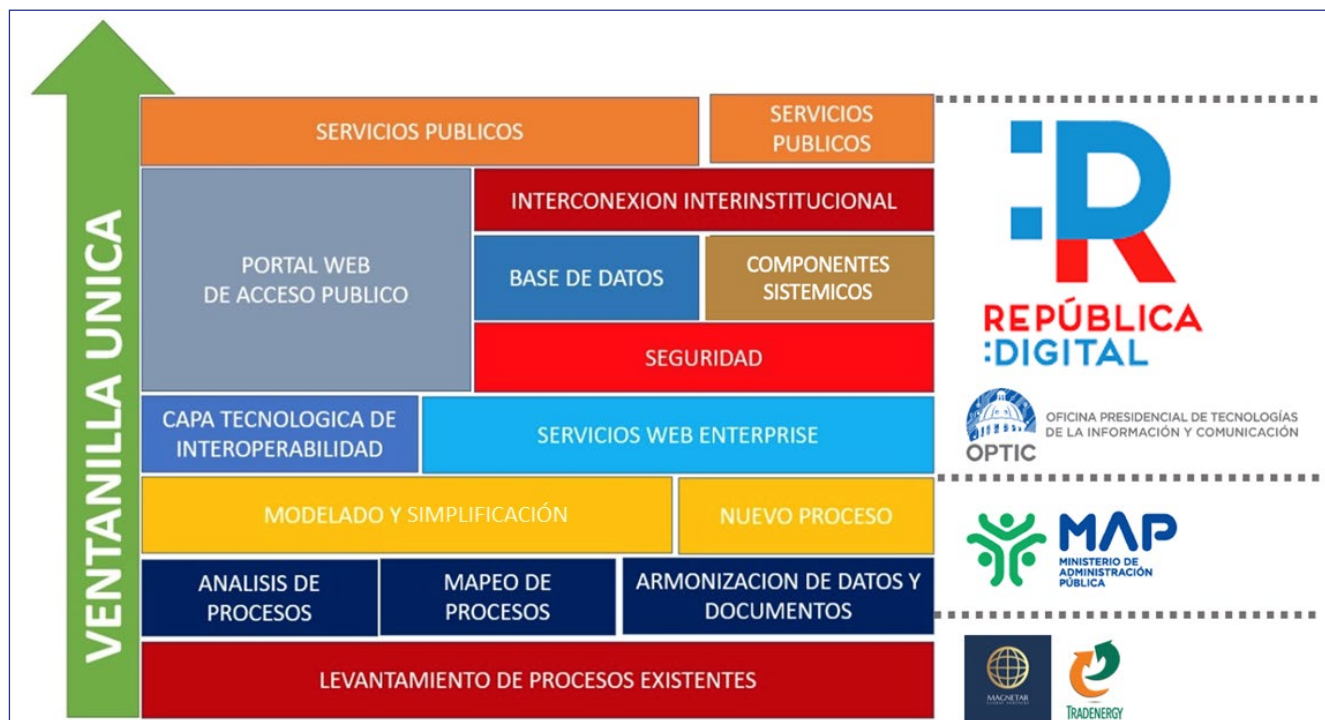 VENTANILLA UNICA
SERVICIOS PUBLICOS
SERVICIOS
PUBLICOS
PORTAL WEB
DE ACCESO PUBLICO
INTERCONEXION INTERINSTITUCIONAL
BASE DE DATOS
COMPONENTES
SISTEMICOS
SEGURIDAD
CAPA TECNOLOGICA DE
INTEROPERABILIDAD
SERVICIOS WEB ENTERPRISE
MODELADO Y SIMPLIFICACIÓN
NUEVO PROCESO
ANALISIS DE
PROCESOS
MAPEO DE
PROCESOS
ARMONIZACION DE DATOS Y
DOCUMENTOS
LEVANTAMIENTO DE PROCESOS EXISTENTES
:R
REPÚBLICA
:DIGITAL
OPTIC
OFICINA PRESIDENCIAL DE TECNOLOGÍAS
DE LA INFORMACIÓN Y COMUNICACIÓN
MAP
MINISTERIO DE
ADMINISTRACIÓN
PÚBLICA
MAGNETAR
TRADENERGY